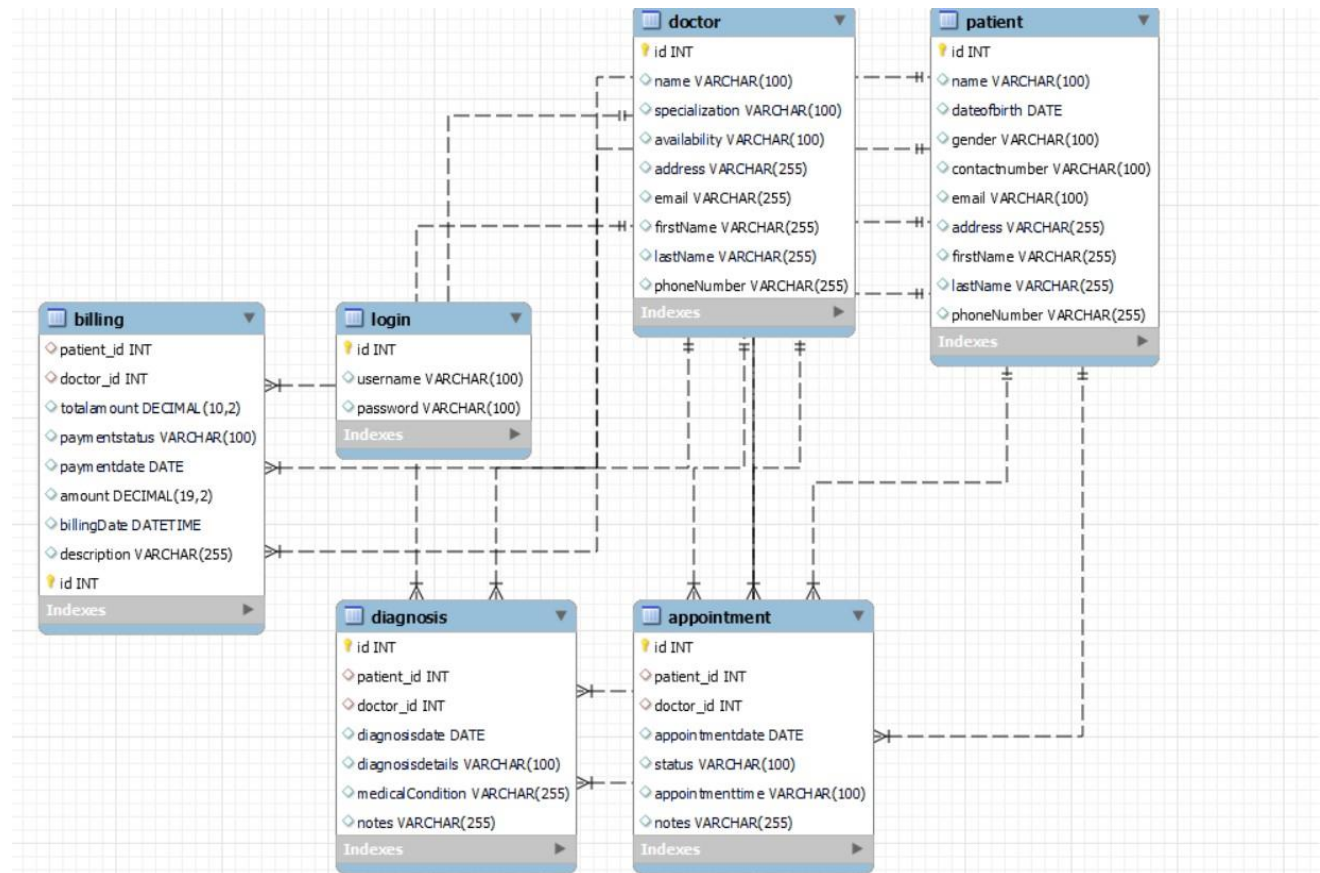 doctor
id INT
name VARCHAR(100)
specialization VARCHAR(100)
availability VARCHAR(100)
address VARCHAR(255)
email VARCHAR(255)
firstName VARCHAR(255)
lastName VARCHAR(255)
phoneNumber VARCHAR(255)
Indexes
patient
id INT
name VARCHAR(100)
dateofbirth DATE
gender VARCHAR(100)
contactnumber VARCHAR(100)
email VARCHAR(100)
address VARCHAR(255)
firstName VARCHAR(255)
lastName VARCHAR(255)
phoneNumber VARCHAR(255)
Indexes
billing
patient_id INT
doctor_id INT
totalamount DECIMAL(10,2)
paymentstatus VARCHAR(100)
paymentdate DATE
amount DECIMAL(19,2)
billingDate DATETIME
description VARCHAR(255)
id INT
Indexes
login
id INT
username VARCHAR(100)
password VARCHAR(100)
Indexes
diagnosis
id INT
patient_id INT
doctor_id INT
diagnosisdate DATE
diagnosisdetails VARCHAR(100)
medicalCondition VARCHAR(255)
notes VARCHAR(255)
Indexes
appointment
id INT
patient_id INT
doctor_id INT
appointmentdate DATE
status VARCHAR(100)
appointmenttime VARCHAR(100)
notes VARCHAR(255)
Indexes